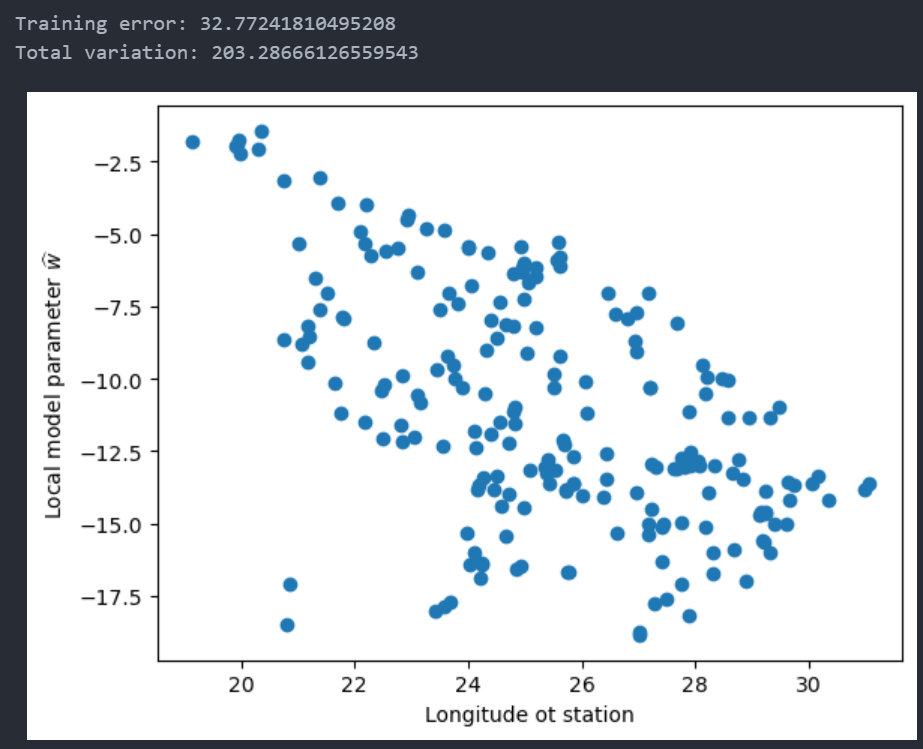 Training error: 32.77241810495208
Total variation: 203.28666126559543
−2.5
−5.0
−7.5
−10.0
−12.5
−15.0
−17.5
Local model parameter ŵ
20 22 24 26 28 30
Longitude ot station